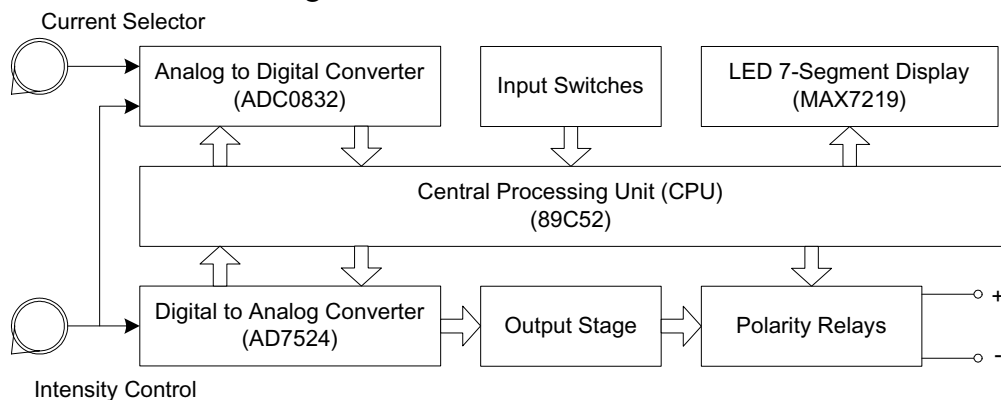 Current Selector
Analog to Digital Converter
(ADC0832)
Input Switches
LED 7-Segment Display
(MAX7219)
Central Processing Unit (CPU)
(89C52)
Digital to Analog Converter
(AD7524)
Output Stage
Polarity Relays
+
-
Intensity Control